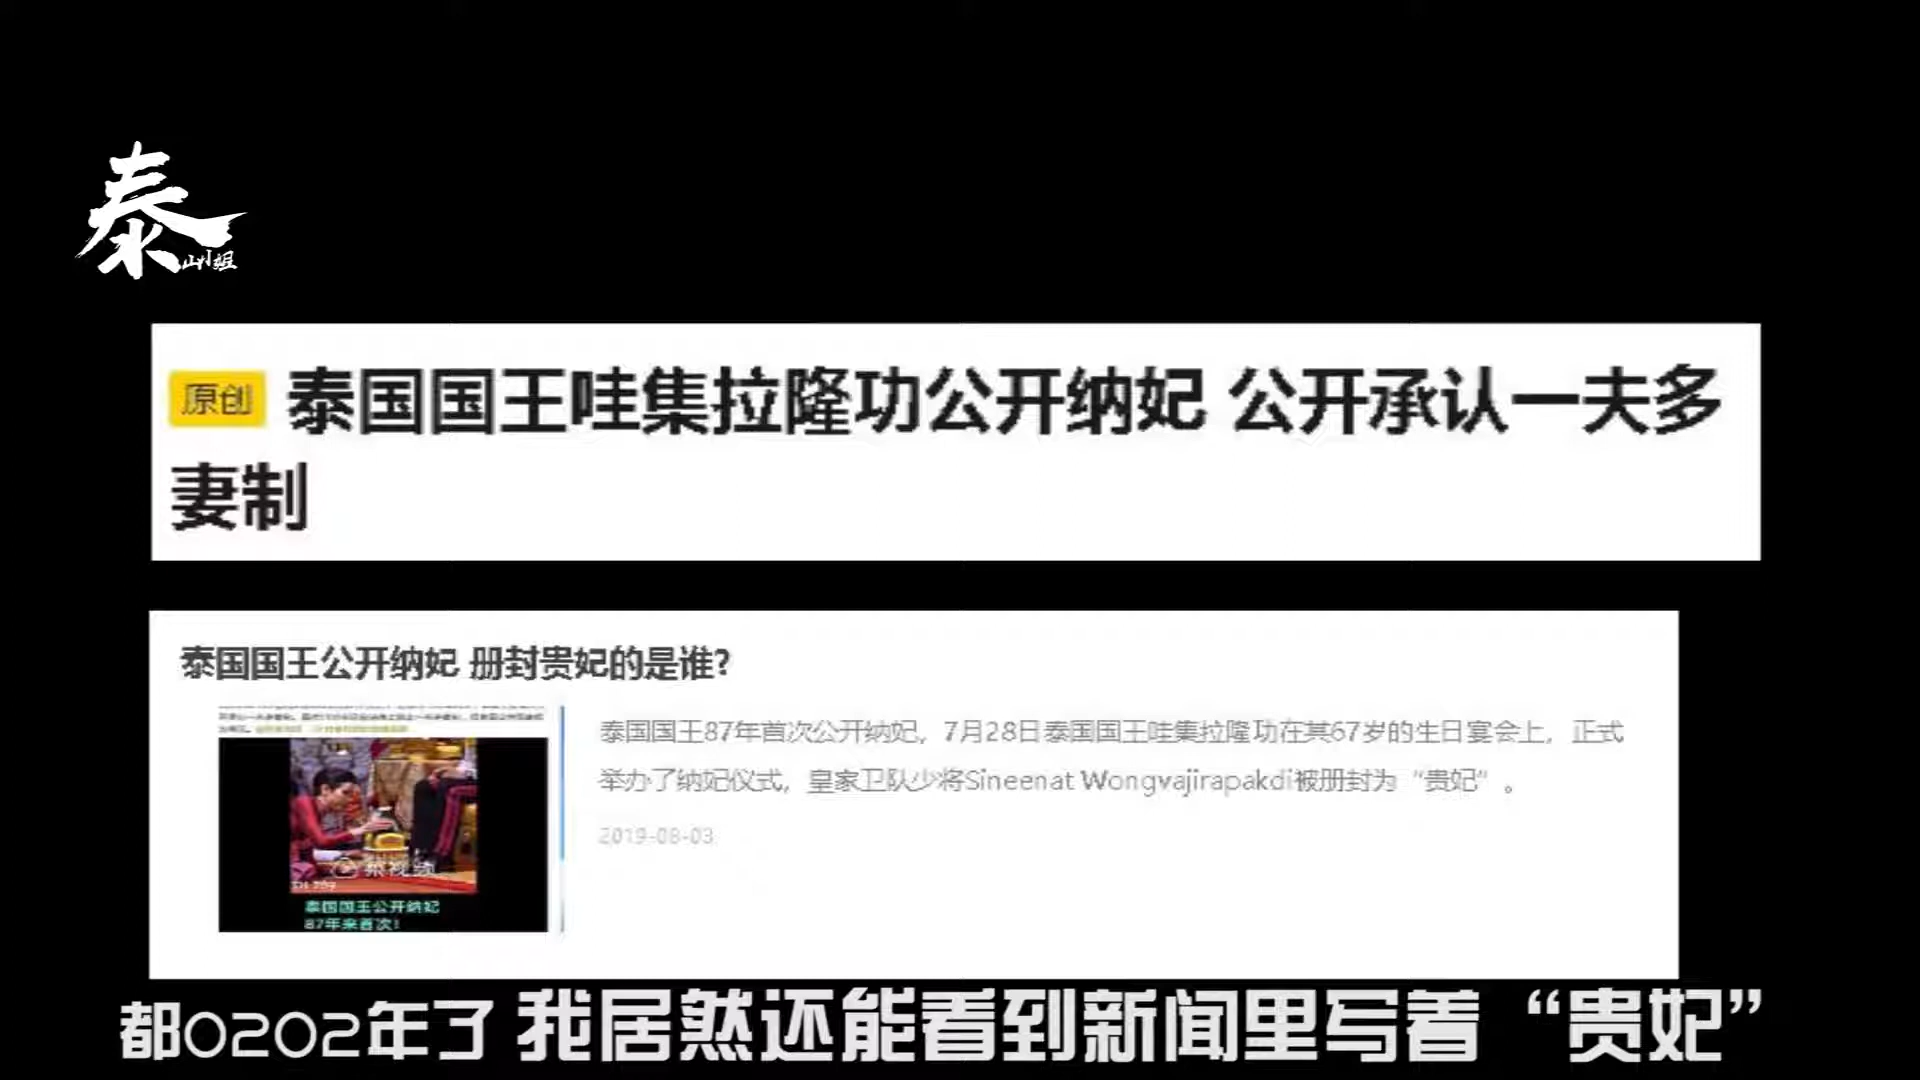 泰
山小姐
原创 泰国国王哇集拉隆功公开纳妃 公开承认一夫多
妻制
泰国国王公开纳妃 册封贵妃的是谁?
泰国国王87年首次公开纳妃，7月28日泰国国王哇集拉隆功在其67岁的生日宴会上，正式
举办了纳妃仪式，皇家卫队少将Sineenat Wongvajirapakdi被册封为“贵妃”。
2019-08-03
梨视频
泰国国王公开纳妃
87年来首次!
都0202年了 我居然还能看到新闻里写着“贵妃”